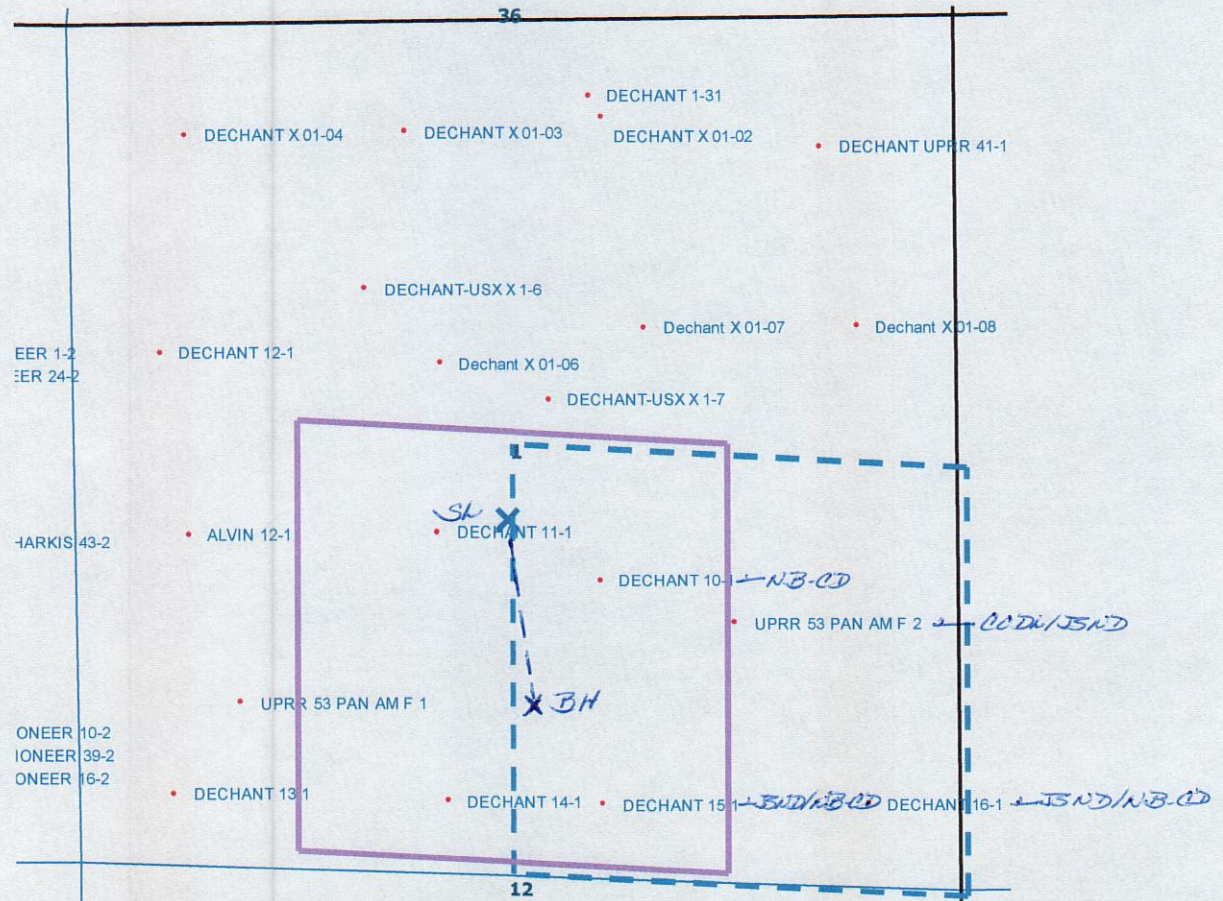 36
DECHANT 1-31
DECHANT X 01-04
DECHANT X 01-03
DECHANT X 01-02
DECHANT UPRR 41-1
DECHANT-USX X 1-6
Dechant X 01-07
Dechant X 01-08
EER 1-2
DECHANT 12-1
EER 24-2
Dechant X 01-06
DECHANT-USX X 1-7
1
SL
HARKIS 43-2
ALVIN 12-1
DECHANT 11-1
DECHANT 10-1 NB-CD
UPRR 53 PAN AM F 2 CODL/JSND
UPRR 53 PAN AM F 1
BH
ONEER 10-2
IONEER 39-2
ONEER 16-2
DECHANT 13-1
DECHANT 14-1
DECHANT 15-1 JSND/NB-CD
DECHANT 16-1 JSND/NB-CD
12